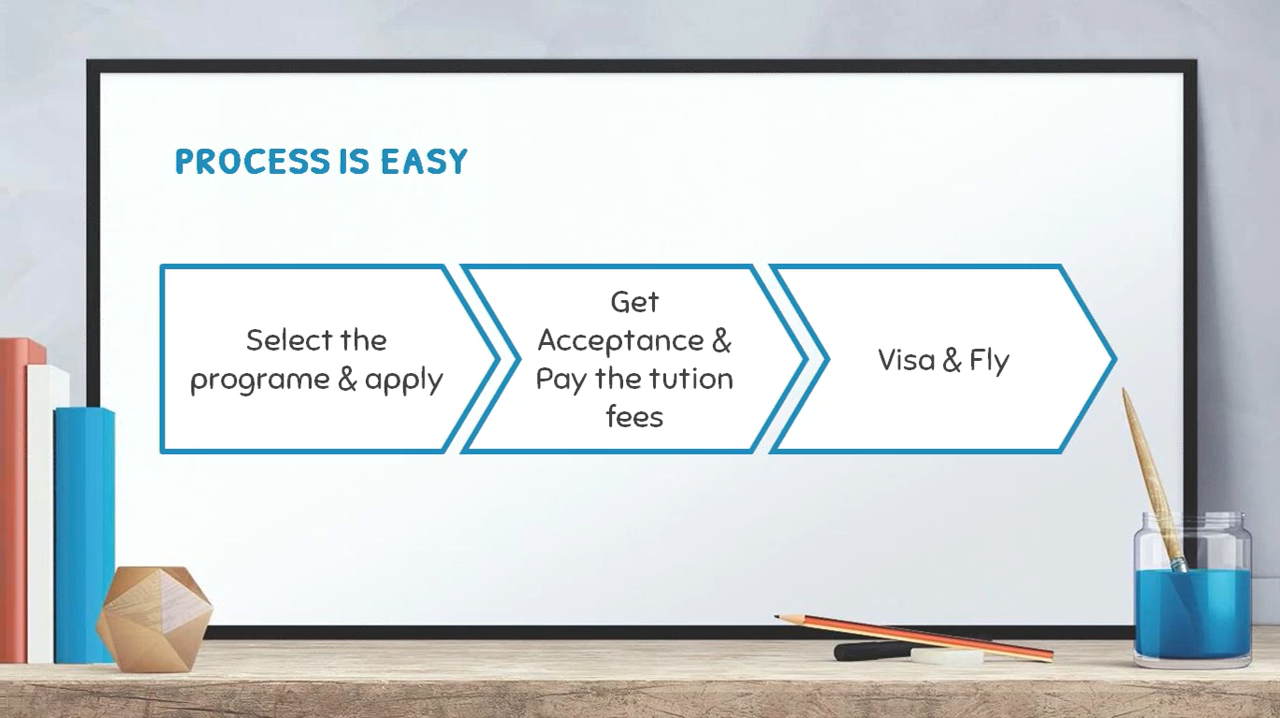 PROCESS IS EASY
Select the
programe & apply
Get
Acceptance &
Pay the tution
fees
Visa & Fly